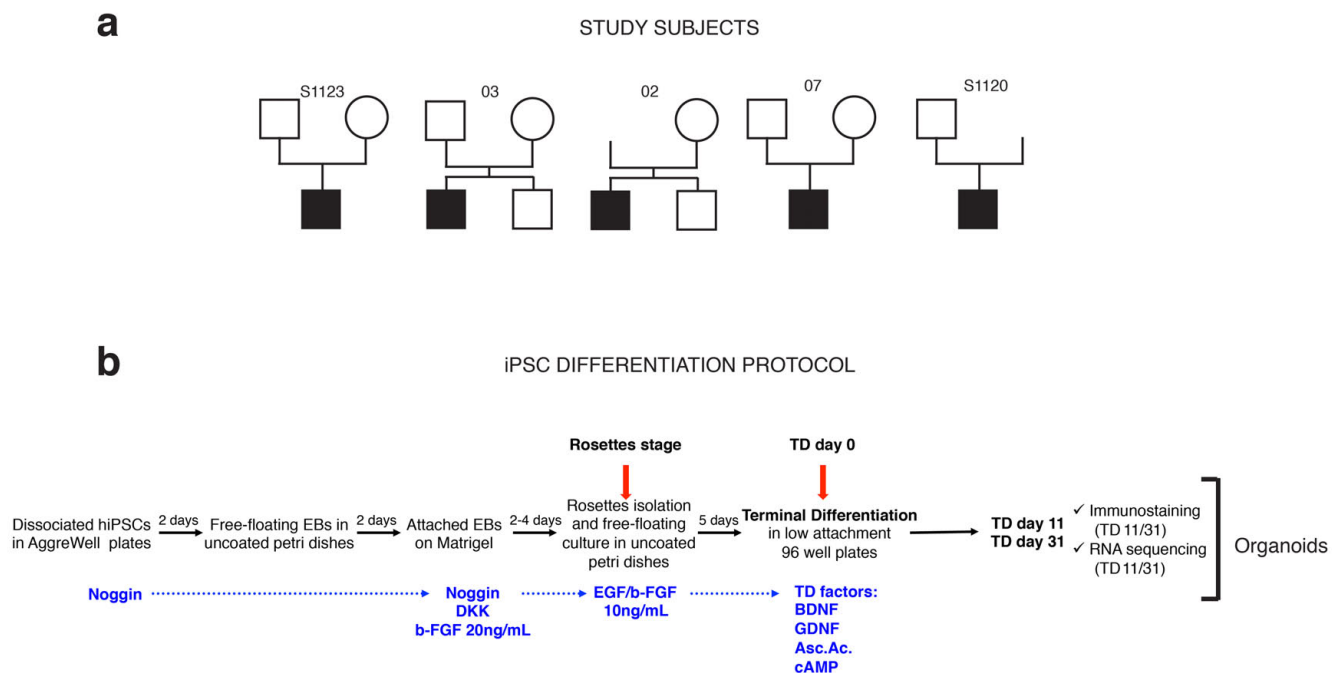 a
STUDY SUBJECTS
S1123
03
02
07
S1120
b
iPSC DIFFERENTIATION PROTOCOL
Rosettes stage
TD day 0
Dissociated hiPSCs
in AggreWell plates
2 days
Free-floating EBs in
uncoated petri dishes
2 days
Attached EBs
on Matrigel
2-4 days
Rosettes isolation
and free-floating
culture in uncoated
petri dishes
5 days
Terminal Differentiation
in low attachment
96 well plates
TD day 11
TD day 31
✓ Immunostaining
(TD 11/31)
✓ RNA sequencing
(TD 11/31)
Organoids
Noggin
Noggin
DKK
b-FGF 20ng/mL
EGF/b-FGF
10ng/mL
TD factors:
BDNF
GDNF
Asc.Ac.
cAMP